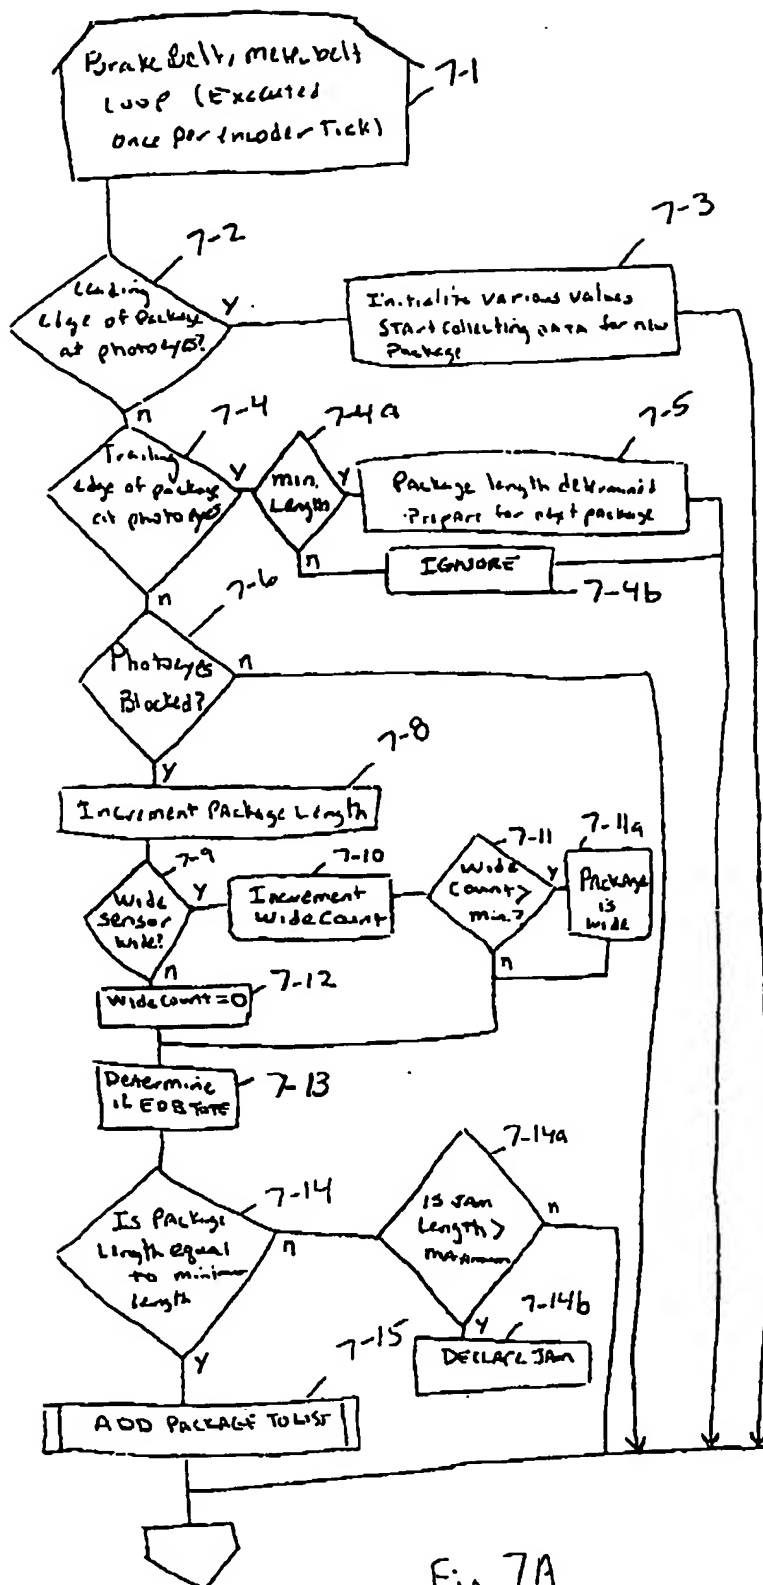 Brake Belt, Meter belt
Loop (Executed
once per encoder Tick)
7-1
7-2
Leading
edge of Package
at photoeyes?
Y
n
7-3
Initialize various values
START collecting DATA for new
Package
7-4
Trailing
edge of package
at photoeyes
Y
n
7-4a
min.
Length
Y
n
7-5
PACKAGE length determined
Prepare for next package
IGNORE
7-4b
7-6
Photoeyes
Blocked?
n
Y
7-8
Increment PACKAGE Length
7-9
Wide
sensor
wide?
Y
n
7-10
Increment
WIDE COUNT
7-11
Wide
Count >
min.?
Y
n
7-11a
PACKAGE
is
wide
Wide Count = 0
7-12
Determine
if EOB TOTE
7-13
7-14
Is PACKAGE
Length equal
to minimum
length
n
Y
7-14a
IS JAM
Length >
maximum
n
Y
7-14b
DECLARE JAM
7-15
ADD PACKAGE TO LIST
Fig 7A